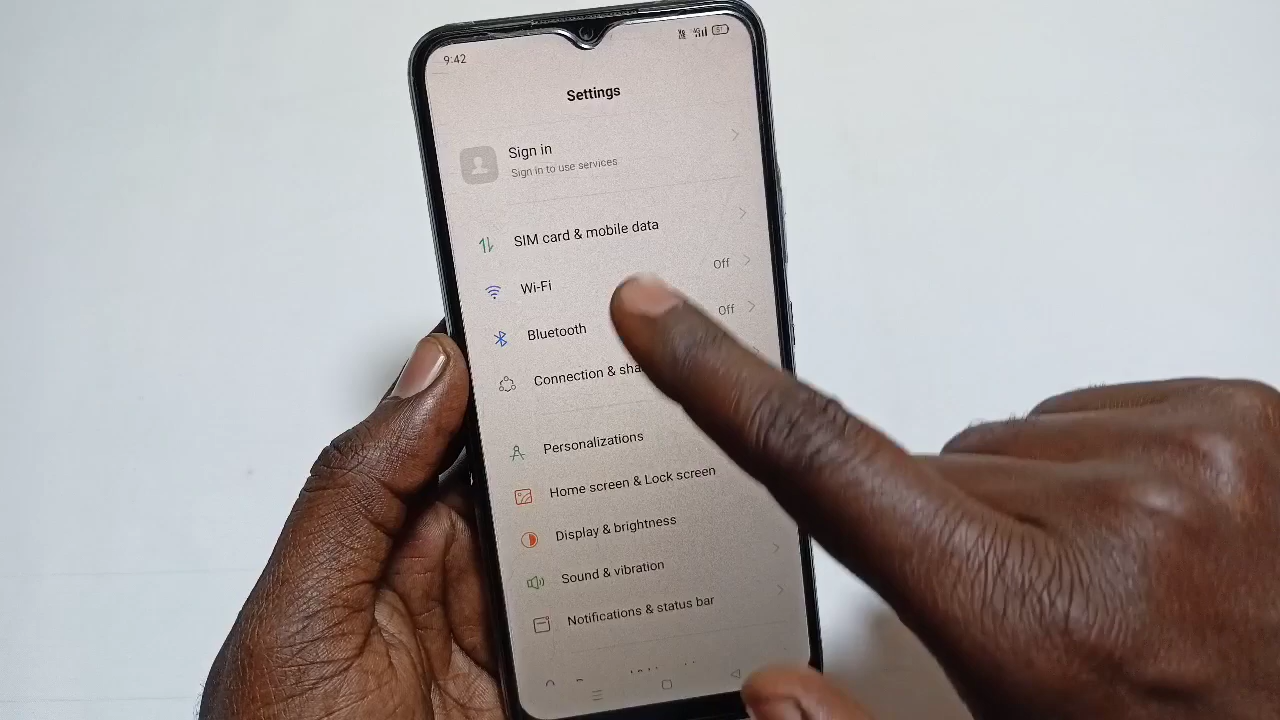 9:42
Settings
Sign in
Sign in to use services
SIM card & mobile data
Wi-Fi
Off
Bluetooth
Off
Connection & sha
Personalizations
Home screen & Lock screen
Display & brightness
Sound & vibration
Notifications & status bar